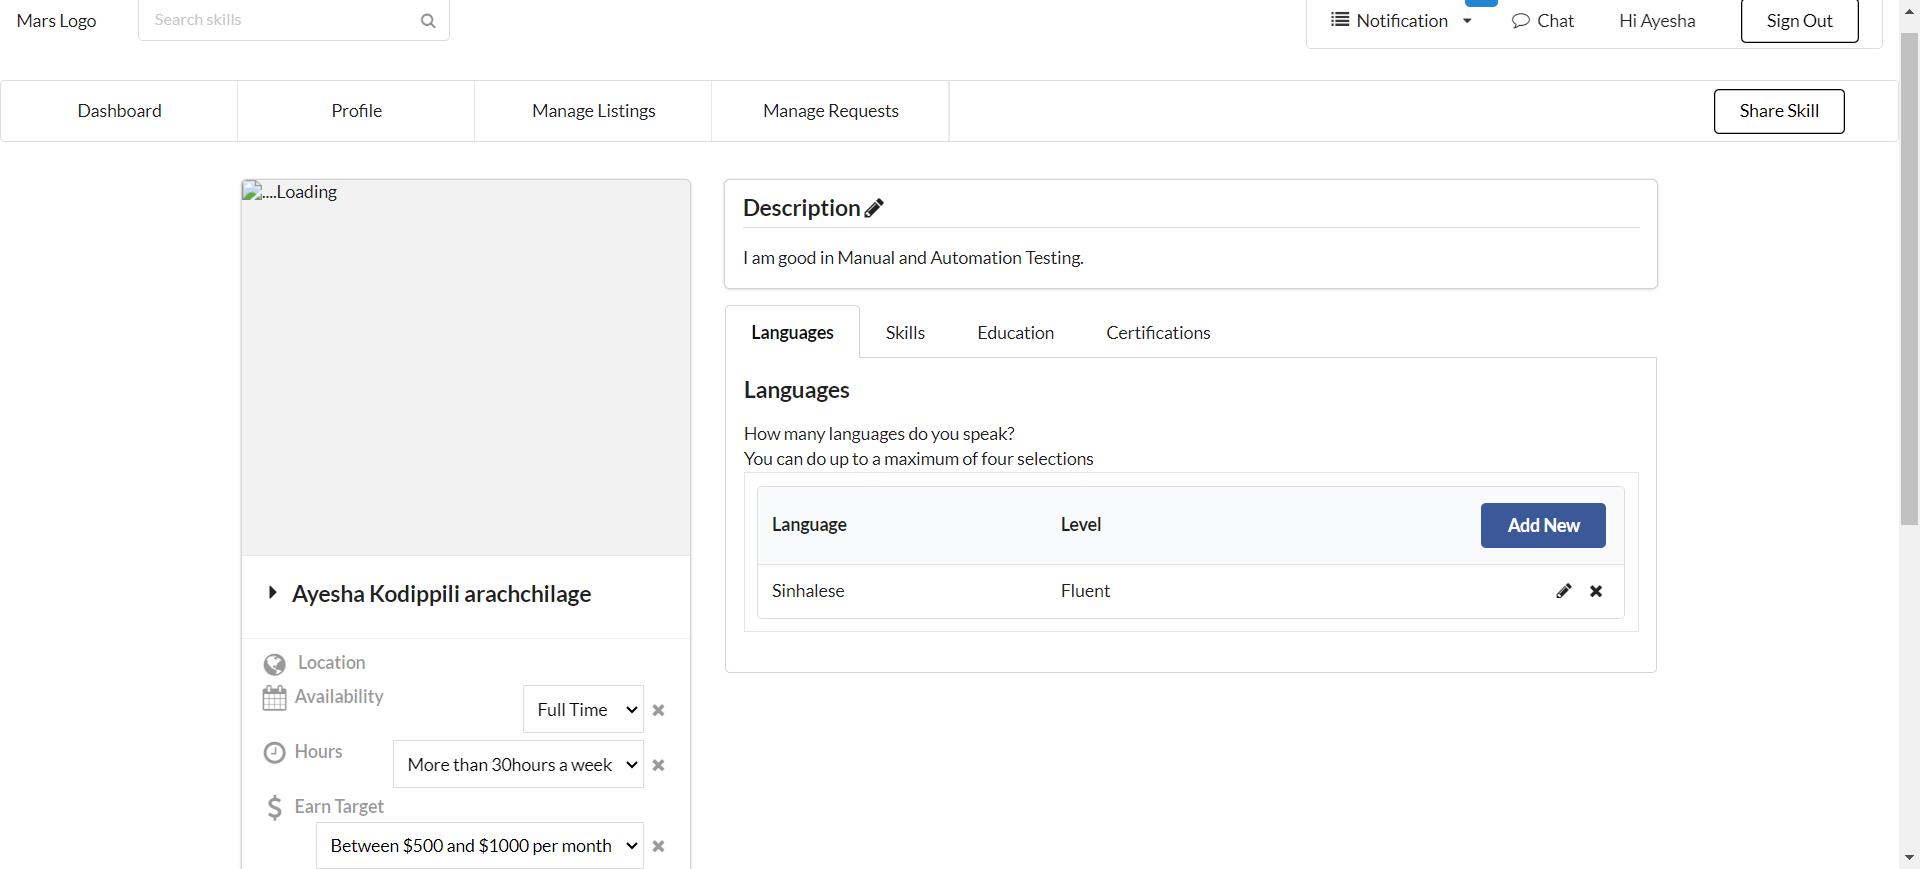 Mars Logo
Search skills
Notification
Chat
Hi Ayesha
Sign Out
Dashboard
Profile
Manage Listings
Manage Requests
Share Skill
....Loading
Ayesha Kodippili arachchilage
Location
Availability
Full Time
Hours
More than 30hours a week
Earn Target
Between $500 and $1000 per month
Description
I am good in Manual and Automation Testing.
Languages
Skills
Education
Certifications
Languages
How many languages do you speak?
You can do up to a maximum of four selections
Language
Level
Add New
Sinhalese
Fluent